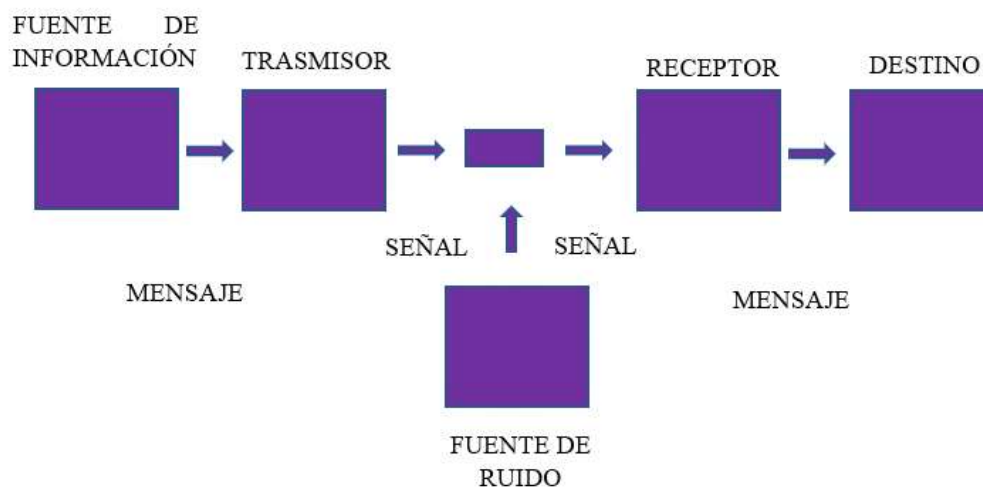 FUENTE DE
INFORMACIÓN
TRASMISOR
RECEPTOR
DESTINO
SEÑAL
SEÑAL
MENSAJE
MENSAJE
FUENTE DE
RUIDO